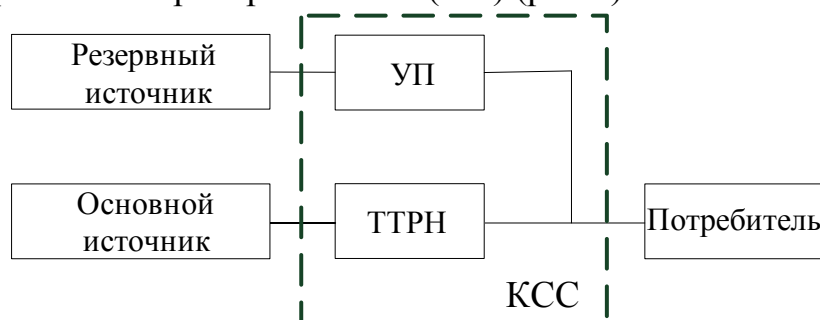 Резервный
источник
УП
Основной
источник
ТТРН
Потребитель
КСС